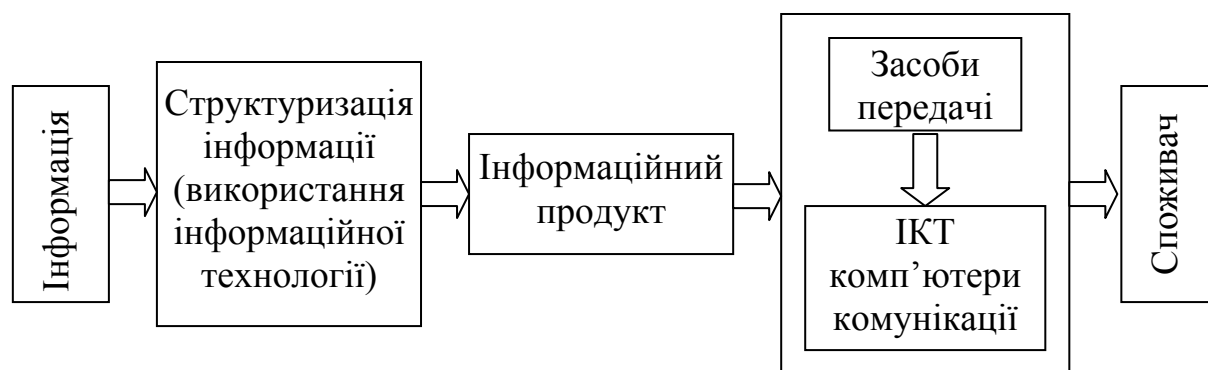 Інформація
Структуризація
інформації
(використання
інформаційної
технології)
Інформаційний
продукт
Засоби
передачі
ІКТ
комп’ютери
комунікації
Споживач